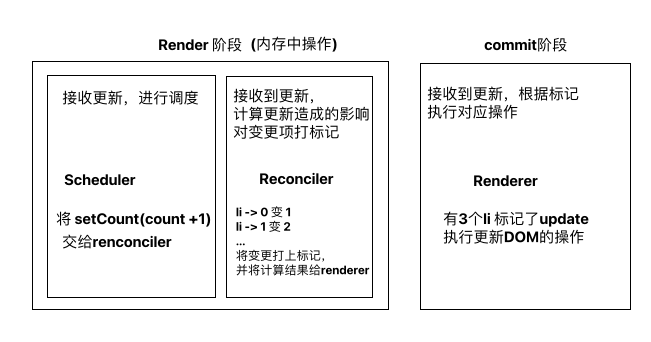 Render 阶段（内存中操作)
接收更新，进行调度
Scheduler
将 setCount(count +1)
交给renconciler
接收到更新，
计算更新造成的影响
对变更项打标记
Reconciler
li -> 0 变 1
li -> 1 变 2
...
将变更打上标记，
并将计算结果给renderer
commit阶段
接收到更新，根据标记
执行对应操作
Renderer
有3个li 标记了update
执行更新DOM的操作